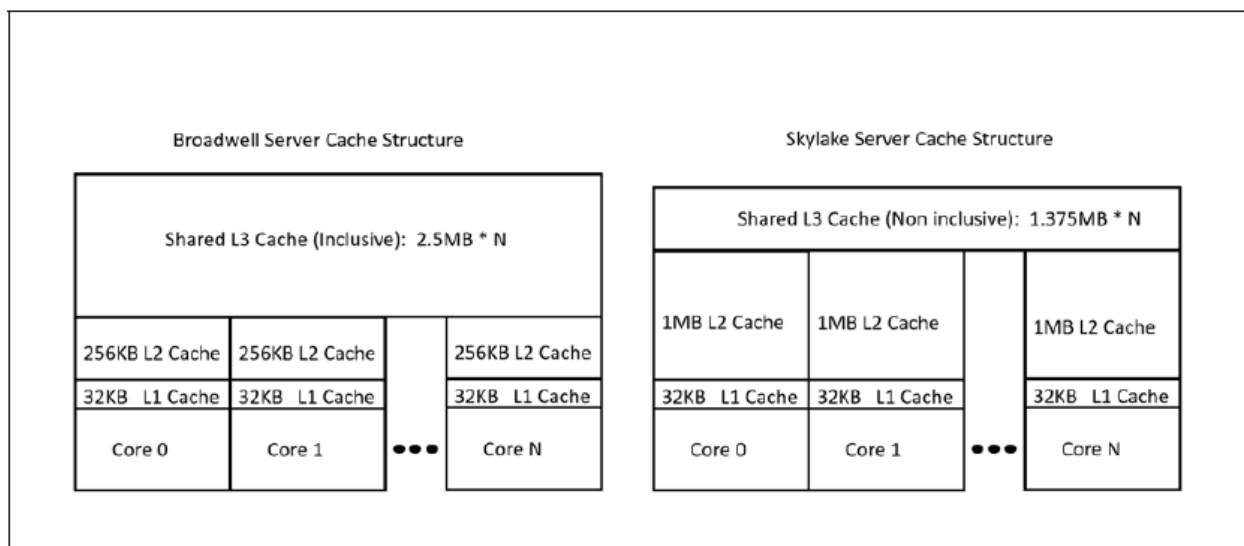 Broadwell Server Cache Structure
Shared L3 Cache (Inclusive): 2.5MB * N
256KB L2 Cache 256KB L2 Cache 256KB L2 Cache
32KB L1 Cache 32KB L1 Cache 32KB L1 Cache
Core 0 Core 1 ●●● Core N
Skylake Server Cache Structure
Shared L3 Cache (Non inclusive): 1.375MB * N
1MB L2 Cache 1MB L2 Cache 1MB L2 Cache
32KB L1 Cache 32KB L1 Cache 32KB L1 Cache
Core 0 Core 1 ●●● Core N